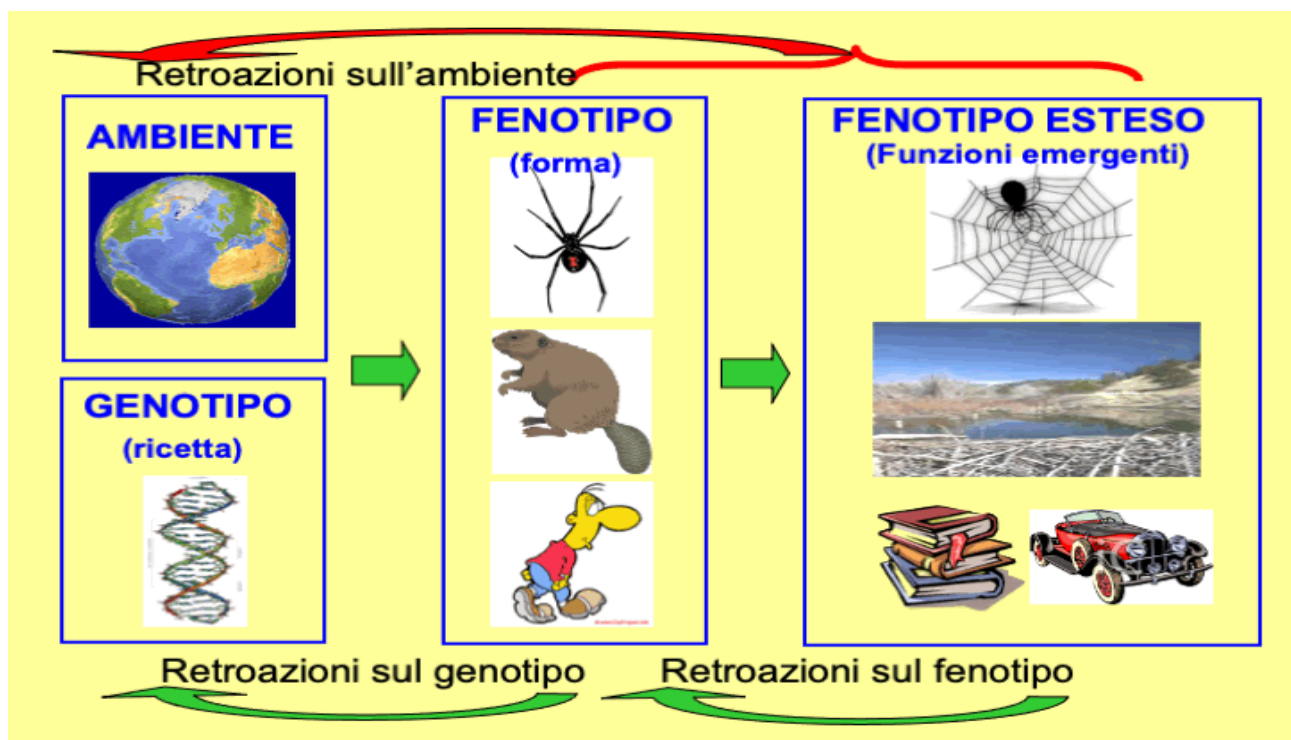 Retroazioni sull'ambiente
AMBIENTE
GENOTIPO
(ricetta)
FENOTIPO
(forma)
FENOTIPO ESTESO
(Funzioni emergenti)
Retroazioni sul genotipo
Retroazioni sul fenotipo